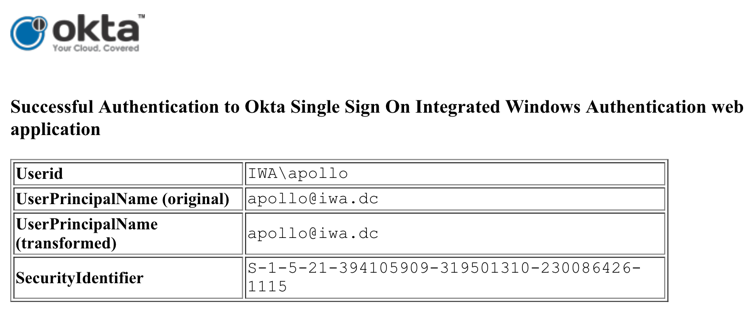 okta™
Your Cloud, Covered
Successful Authentication to Okta Single Sign On Integrated Windows Authentication web
application
Userid IWA\apollo
UserPrincipalName (original) apollo@iwa.dc
UserPrincipalName
(transformed) apollo@iwa.dc
SecurityIdentifier S-1-5-21-394105909-319501310-230086426-
1115